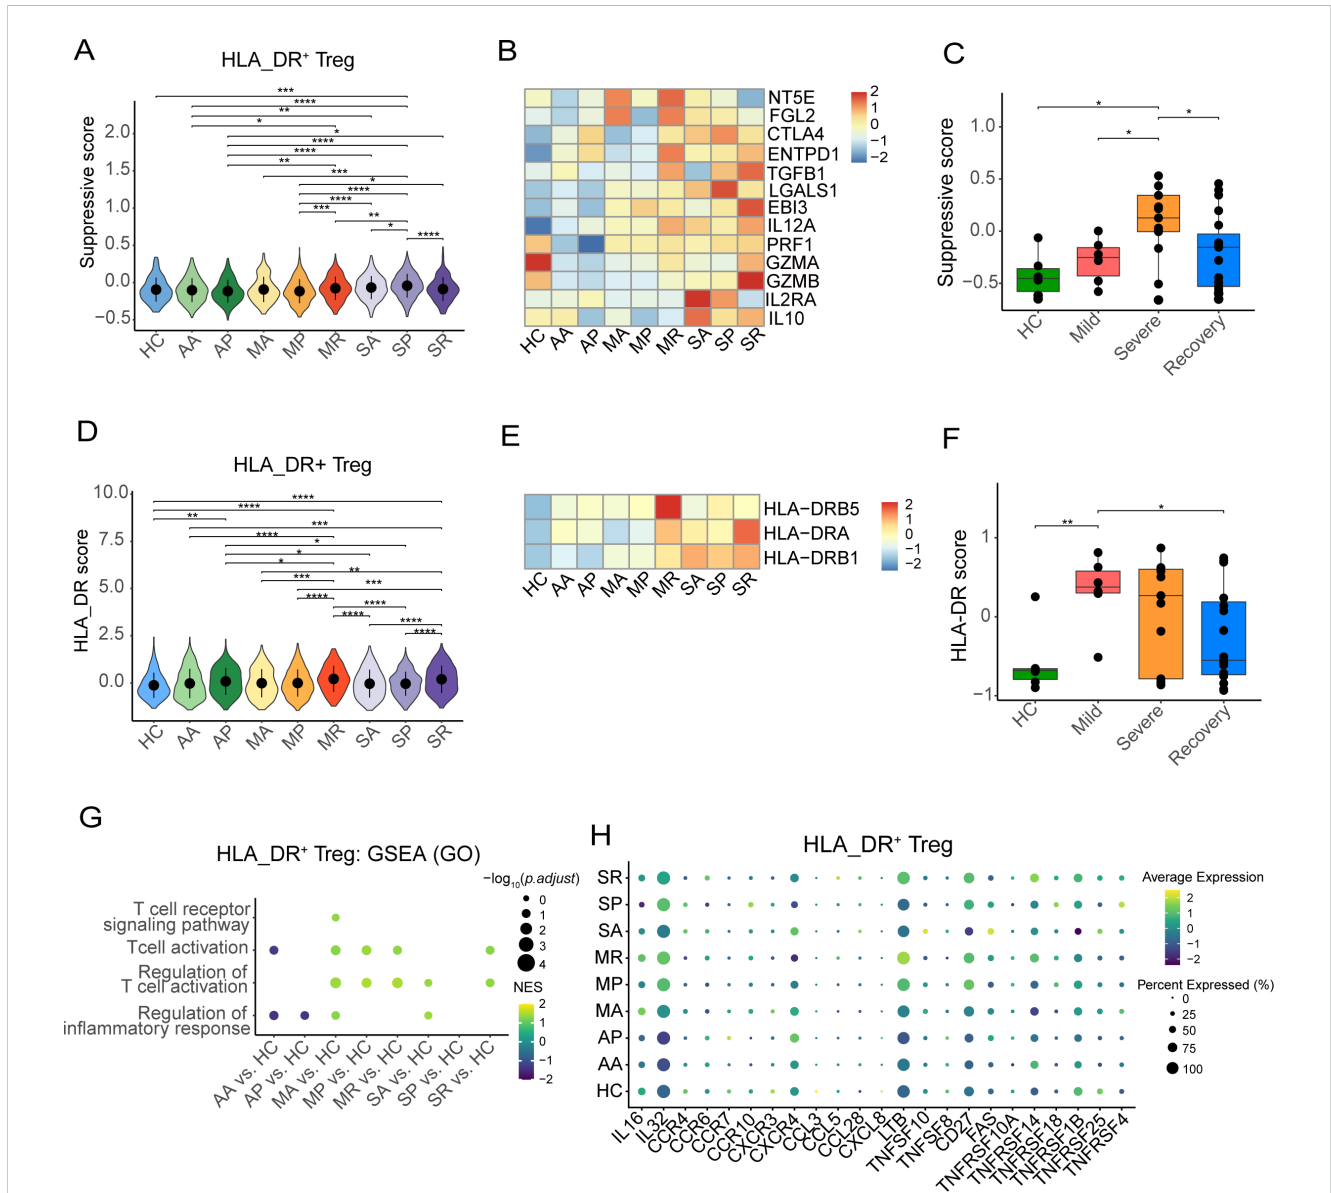 A
HLA_DR+ Treg
Suppressive score
2.0
1.5
1.0
0.5
0.0
−0.5
***
****
**
*
*
****
****
**
***
*
****
****
***
**
*
****
HC AA AP MA MP MR SA SP SR
B
NT5E
FGL2
CTLA4
ENTPD1
TGFB1
LGALS1
EBI3
IL12A
PRF1
GZMA
GZMB
IL2RA
IL10
HC AA AP MA MP MR SA SP SR
2
1
0
−1
−2
C
Suppressive score
1.0
0.5
0.0
−0.5
*
*
*
HC Mild Severe Recovery
D
HLA_DR+ Treg
HLA_DR score
10.0
7.5
5.0
2.5
0.0
****
****
**
***
****
*
*
*
**
***
***
****
****
****
****
****
HC AA AP MA MP MR SA SP SR
E
HLA−DRB5
HLA−DRA
HLA−DRB1
HC AA AP MA MP MR SA SP SR
2
1
0
−1
−2
F
HLA-DR score
1
0
−1
**
*
HC Mild Severe Recovery
G
HLA_DR+ Treg: GSEA (GO)
T cell receptor
signaling pathway
Tcell activation
Regulation of
T cell activation
Regulation of
inflammatory response
AA vs. HC
AP vs. HC
MA vs. HC
MP vs. HC
MR vs. HC
SA vs. HC
SP vs. HC
SR vs. HC
−log10(p.adjust)
0
1
2
3
4
NES
2
1
0
−1
−2
H
HLA_DR+ Treg
SR
SP
SA
MR
MP
MA
AP
AA
HC
IL16
IL32
CCR4
CCR6
CCR7
CCR10
CXCR3
CXCR4
CCL3
CCL5
CCL28
CXCL8
LTB
TNFSF10
TNFSF8
CD27
FAS
TNFRSF10A
TNFRSF14
TNFRSF18
TNFRSF1B
TNFRSF25
TNFRSF4
Average Expression
2
1
0
−1
−2
Percent Expressed (%)
0
25
50
75
100